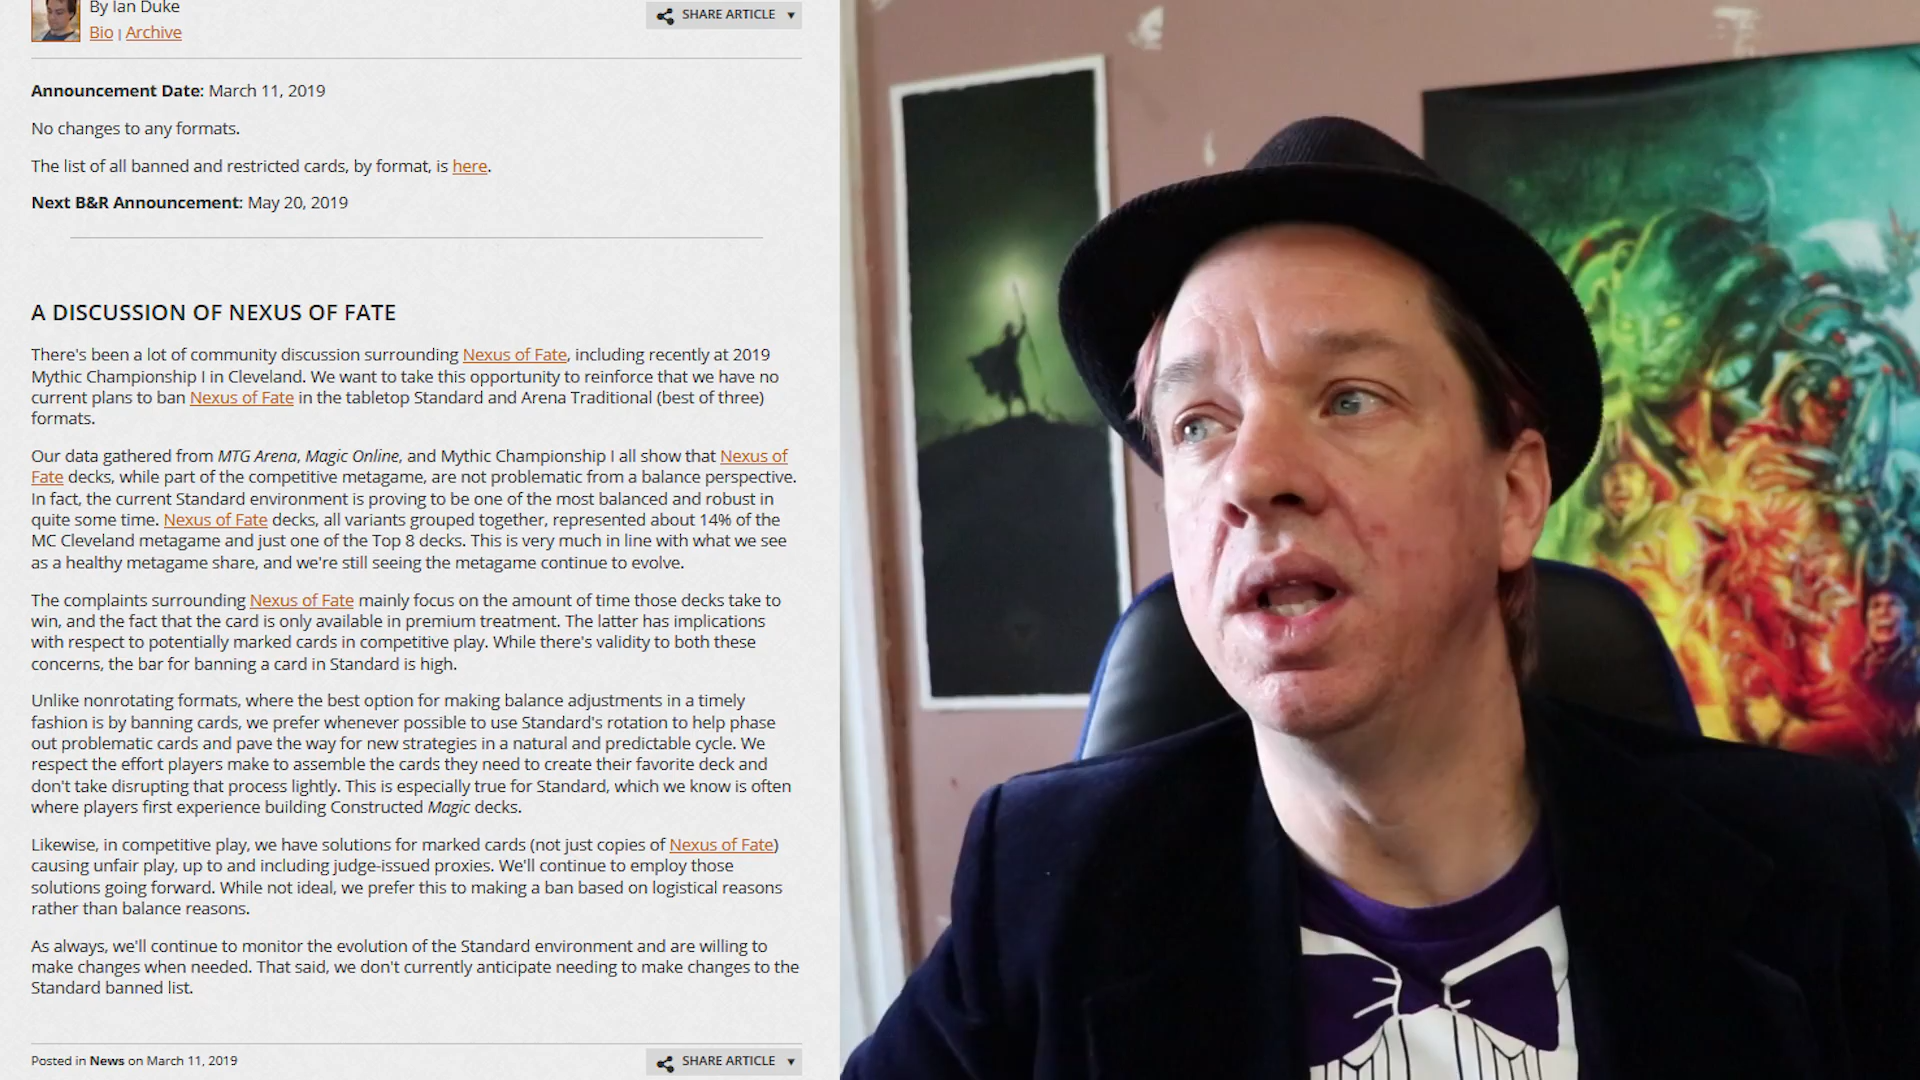 By Ian Duke
SHARE ARTICLE
Bio | Archive
Announcement Date: March 11, 2019
No changes to any formats.
The list of all banned and restricted cards, by format, is here.
Next B&R Announcement: May 20, 2019
A DISCUSSION OF NEXUS OF FATE
There's been a lot of community discussion surrounding Nexus of Fate, including recently at 2019
Mythic Championship I in Cleveland. We want to take this opportunity to reinforce that we have no
current plans to ban Nexus of Fate in the tabletop Standard and Arena Traditional (best of three)
formats.
Our data gathered from MTG Arena, Magic Online, and Mythic Championship I all show that Nexus of
Fate decks, while part of the competitive metagame, are not problematic from a balance perspective.
In fact, the current Standard environment is proving to be one of the most balanced and robust in
quite some time. Nexus of Fate decks, all variants grouped together, represented about 14% of the
MC Cleveland metagame and just one of the Top 8 decks. This is very much in line with what we see
as a healthy metagame share, and we're still seeing the metagame continue to evolve.
The complaints surrounding Nexus of Fate mainly focus on the amount of time those decks take to
win, and the fact that the card is only available in premium treatment. The latter has implications
with respect to potentially marked cards in competitive play. While there's validity to both these
concerns, the bar for banning a card in Standard is high.
Unlike nonrotating formats, where the best option for making balance adjustments in a timely
fashion is by banning cards, we prefer whenever possible to use Standard's rotation to help phase
out problematic cards and pave the way for new strategies in a natural and predictable cycle. We
respect the effort players make to assemble the cards they need to create their favorite deck and
don't take disrupting that process lightly. This is especially true for Standard, which we know is often
where players first experience building Constructed Magic decks.
Likewise, in competitive play, we have solutions for marked cards (not just copies of Nexus of Fate)
causing unfair play, up to and including judge-issued proxies. We'll continue to employ those
solutions going forward. While not ideal, we prefer this to making a ban based on logistical reasons
rather than balance reasons.
As always, we'll continue to monitor the evolution of the Standard environment and are willing to
make changes when needed. That said, we don't currently anticipate needing to make changes to the
Standard banned list.
Posted in News on March 11, 2019
SHARE ARTICLE